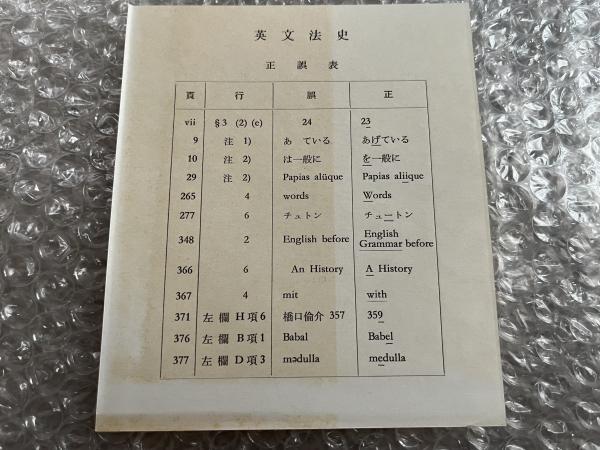 英文法史
正誤表
頁 行 誤 正
vii §3 (2) (c) 24 23
9 注 1) あ ている あげている
10 注 2) は一般に を一般に
29 注 2) Papias alüque Papias aliique
265 4 words Words
277 6 チュトン チュートン
348 2 English before English
Grammar before
366 6 An History A History
367 4 mit with
371 左欄 H項6 橋口倫介 357 359
376 左欄 B項1 Babal Babel
377 左欄 D項3 mədulla medulla